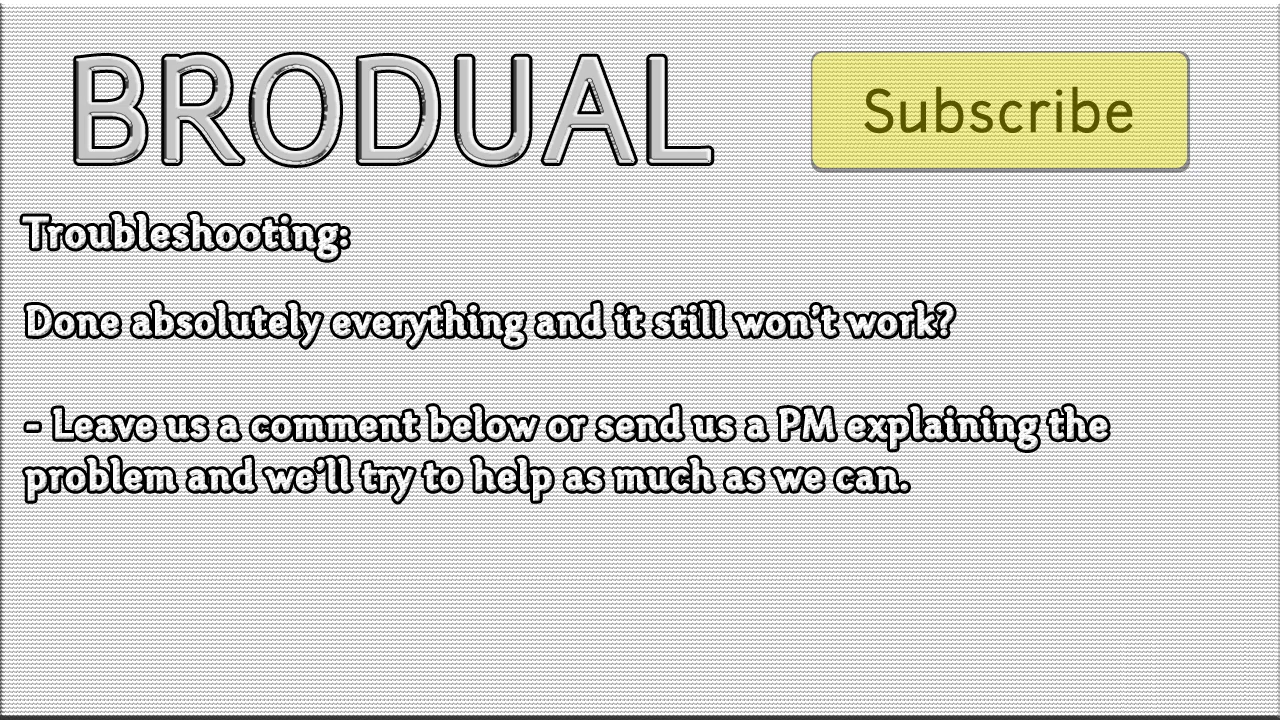 BRODUAL
Subscribe
Troubleshooting:
Done absolutely everything and it still won't work?
- Leave us a comment below or send us a PM explaining the
problem and we'll try to help as much as we can.